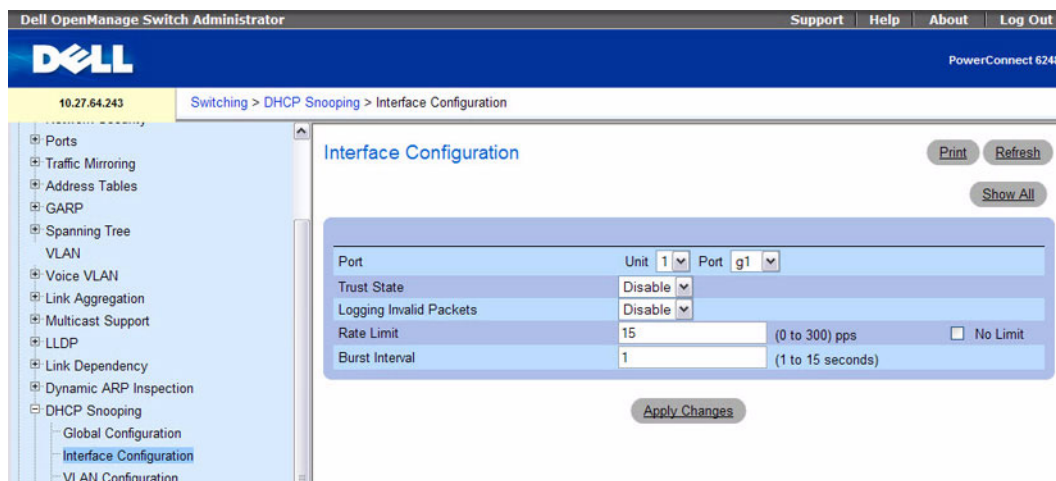 Dell OpenManage Switch Administrator Support Help About Log Out
DELL
PowerConnect 6248
10.27.64.243 Switching > DHCP Snooping > Interface Configuration
Ports
Traffic Mirroring
Address Tables
GARP
Spanning Tree
VLAN
Voice VLAN
Link Aggregation
Multicast Support
LLDP
Link Dependency
Dynamic ARP Inspection
DHCP Snooping
Global Configuration
Interface Configuration
VLAN Configuration
Interface Configuration
Print Refresh
Show All
Port Unit 1 Port g1
Trust State Disable
Logging Invalid Packets Disable
Rate Limit 15 (0 to 300) pps No Limit
Burst Interval 1 (1 to 15 seconds)
Apply Changes